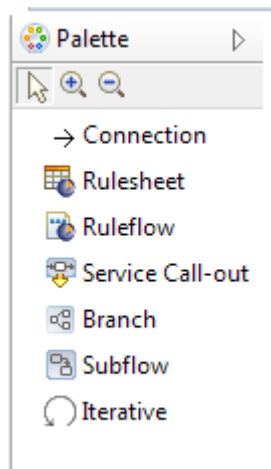 Palette
Connection
Rulesheet
Ruleflow
Service Call-out
Branch
Subflow
Iterative